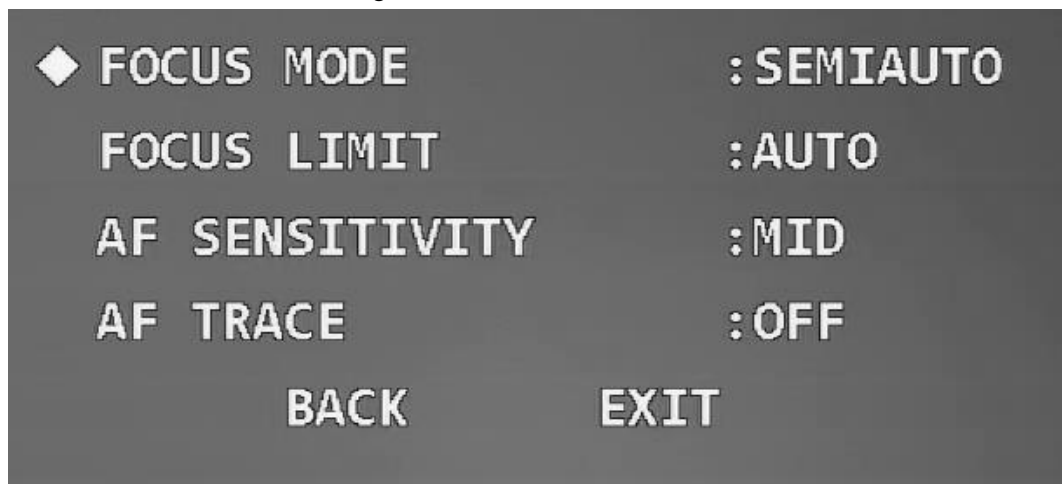 FOCUS MODE :SEMIAUTO
FOCUS LIMIT :AUTO
AF SENSITIVITY :MID
AF TRACE :OFF
BACK EXIT